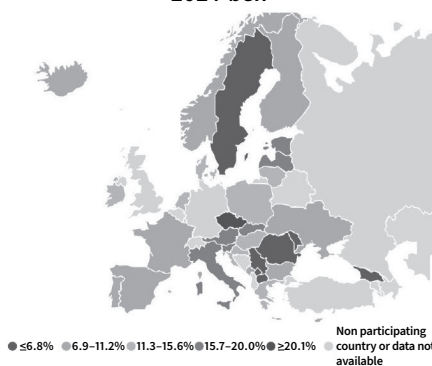 Non participating
≤6.8% 6.9–11.2% 11.3–15.6% 15.7–20.0% ≥20.1% country or data not
available